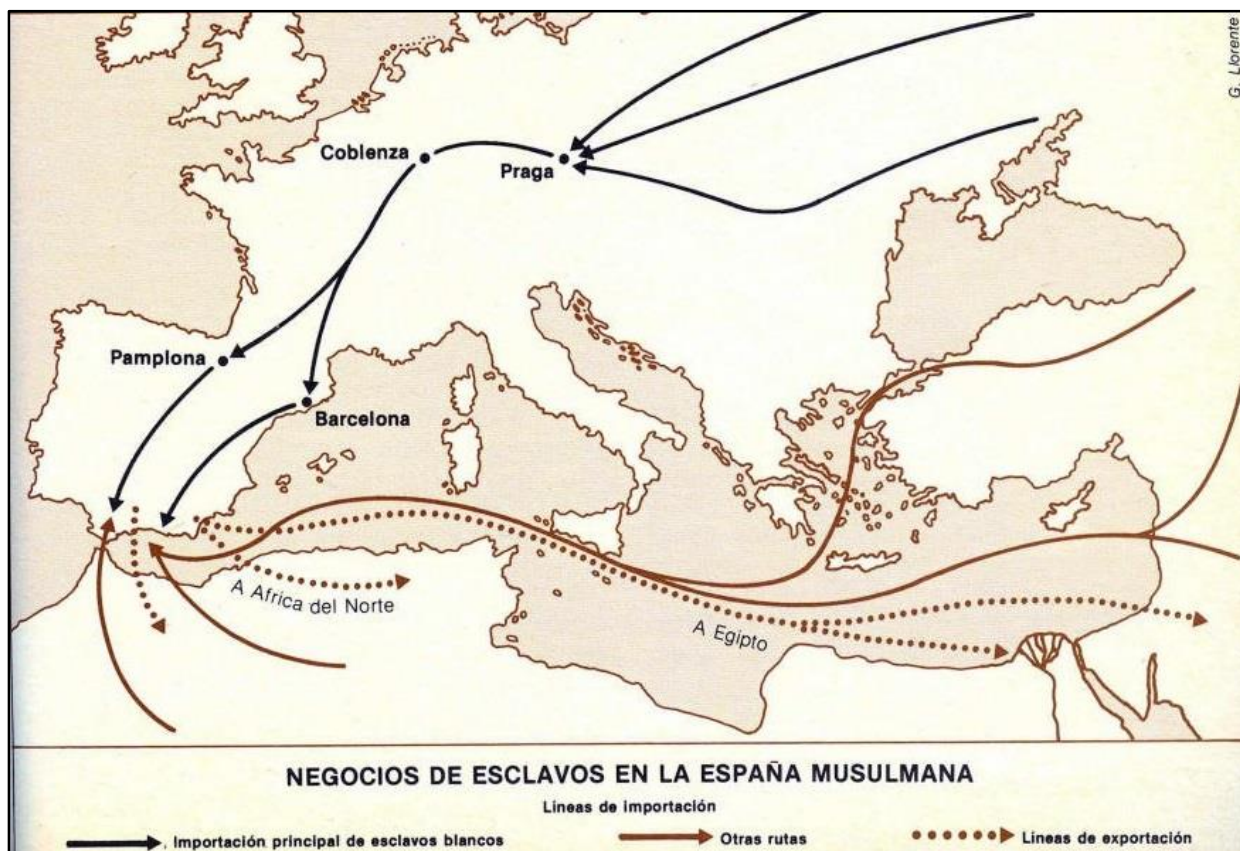 G. Llorente
Coblenza
Praga
Pamplona
Barcelona
A Africa del Norte
A Egipto
NEGOCIOS DE ESCLAVOS EN LA ESPAÑA MUSULMANA
Lineas de importación
Importación principal de esclavos blancos
Otras rutas
Lineas de exportación